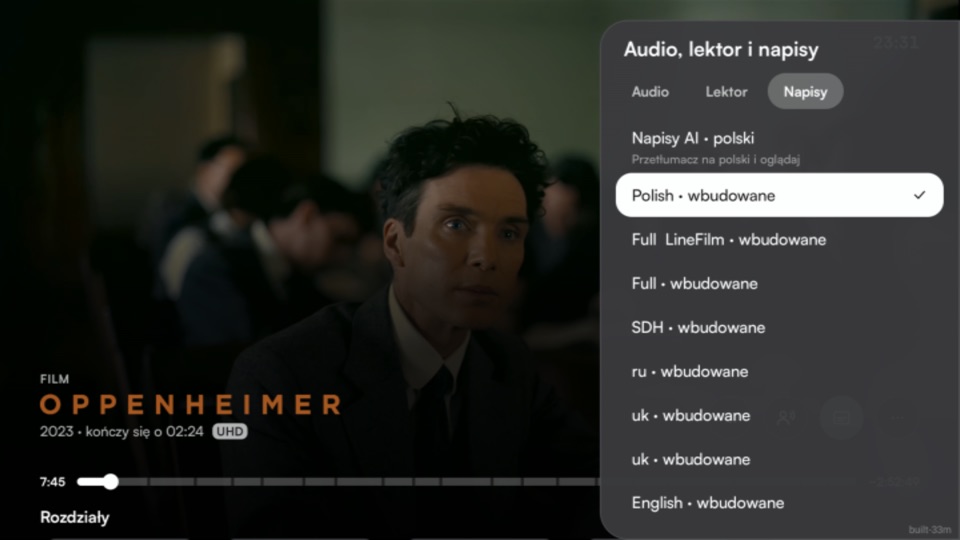 23:31
Audio, lektor i napisy
Audio Lektor Napisy
Napisy AI · polski
Przetłumacz na polski i oglądaj
Polish · wbudowane
Full LineFilm · wbudowane
Full · wbudowane
SDH · wbudowane
ru · wbudowane
uk · wbudowane
uk · wbudowane
English · wbudowane
FILM
OPPENHEIMER
2023 · kończy się o 02:24 UHD
7:45
Rozdziały
built-33m